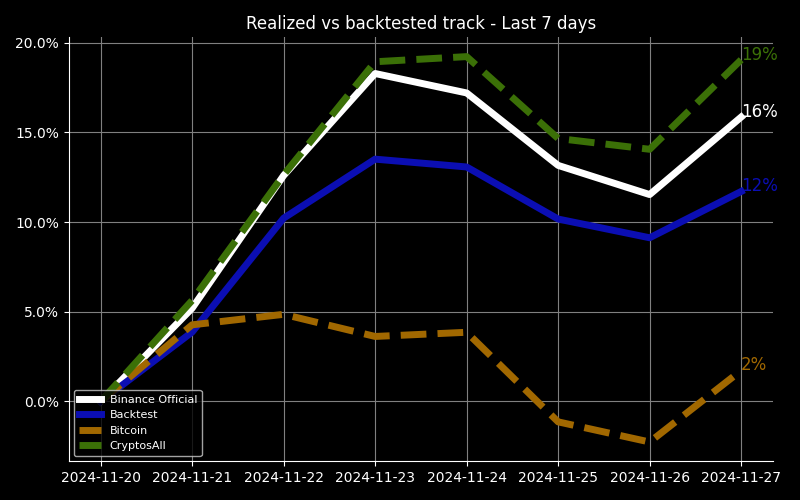 Realized vs backtested track - Last 7 days
20.0%
15.0%
10.0%
5.0%
0.0%
19%
16%
12%
2%
Binance Official
Backtest
Bitcoin
CryptosAll
2024-11-20 2024-11-21 2024-11-22 2024-11-23 2024-11-24 2024-11-25 2024-11-26 2024-11-27